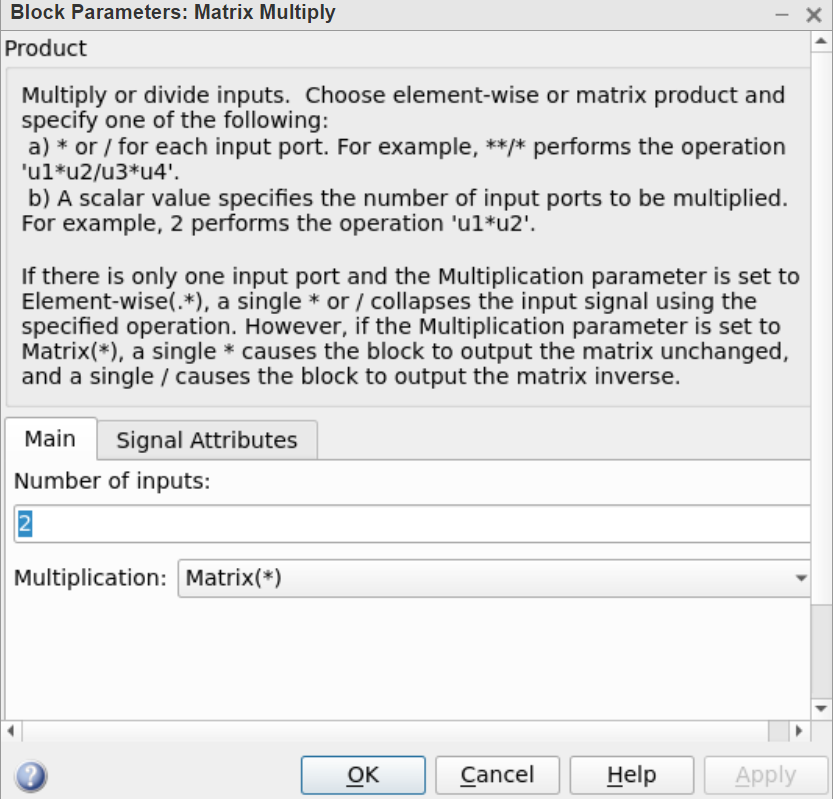 Block Parameters: Matrix Multiply
Product
Multiply or divide inputs.  Choose element-wise or matrix product and
specify one of the following:
 a) * or / for each input port. For example, **/* performs the operation
'u1*u2/u3*u4'.
 b) A scalar value specifies the number of input ports to be multiplied.
For example, 2 performs the operation 'u1*u2'.
If there is only one input port and the Multiplication parameter is set to
Element-wise(.*), a single * or / collapses the input signal using the
specified operation. However, if the Multiplication parameter is set to
Matrix(*), a single * causes the block to output the matrix unchanged,
and a single / causes the block to output the matrix inverse.
Main Signal Attributes
Number of inputs:
2
Multiplication: Matrix(*)
? OK Cancel Help Apply